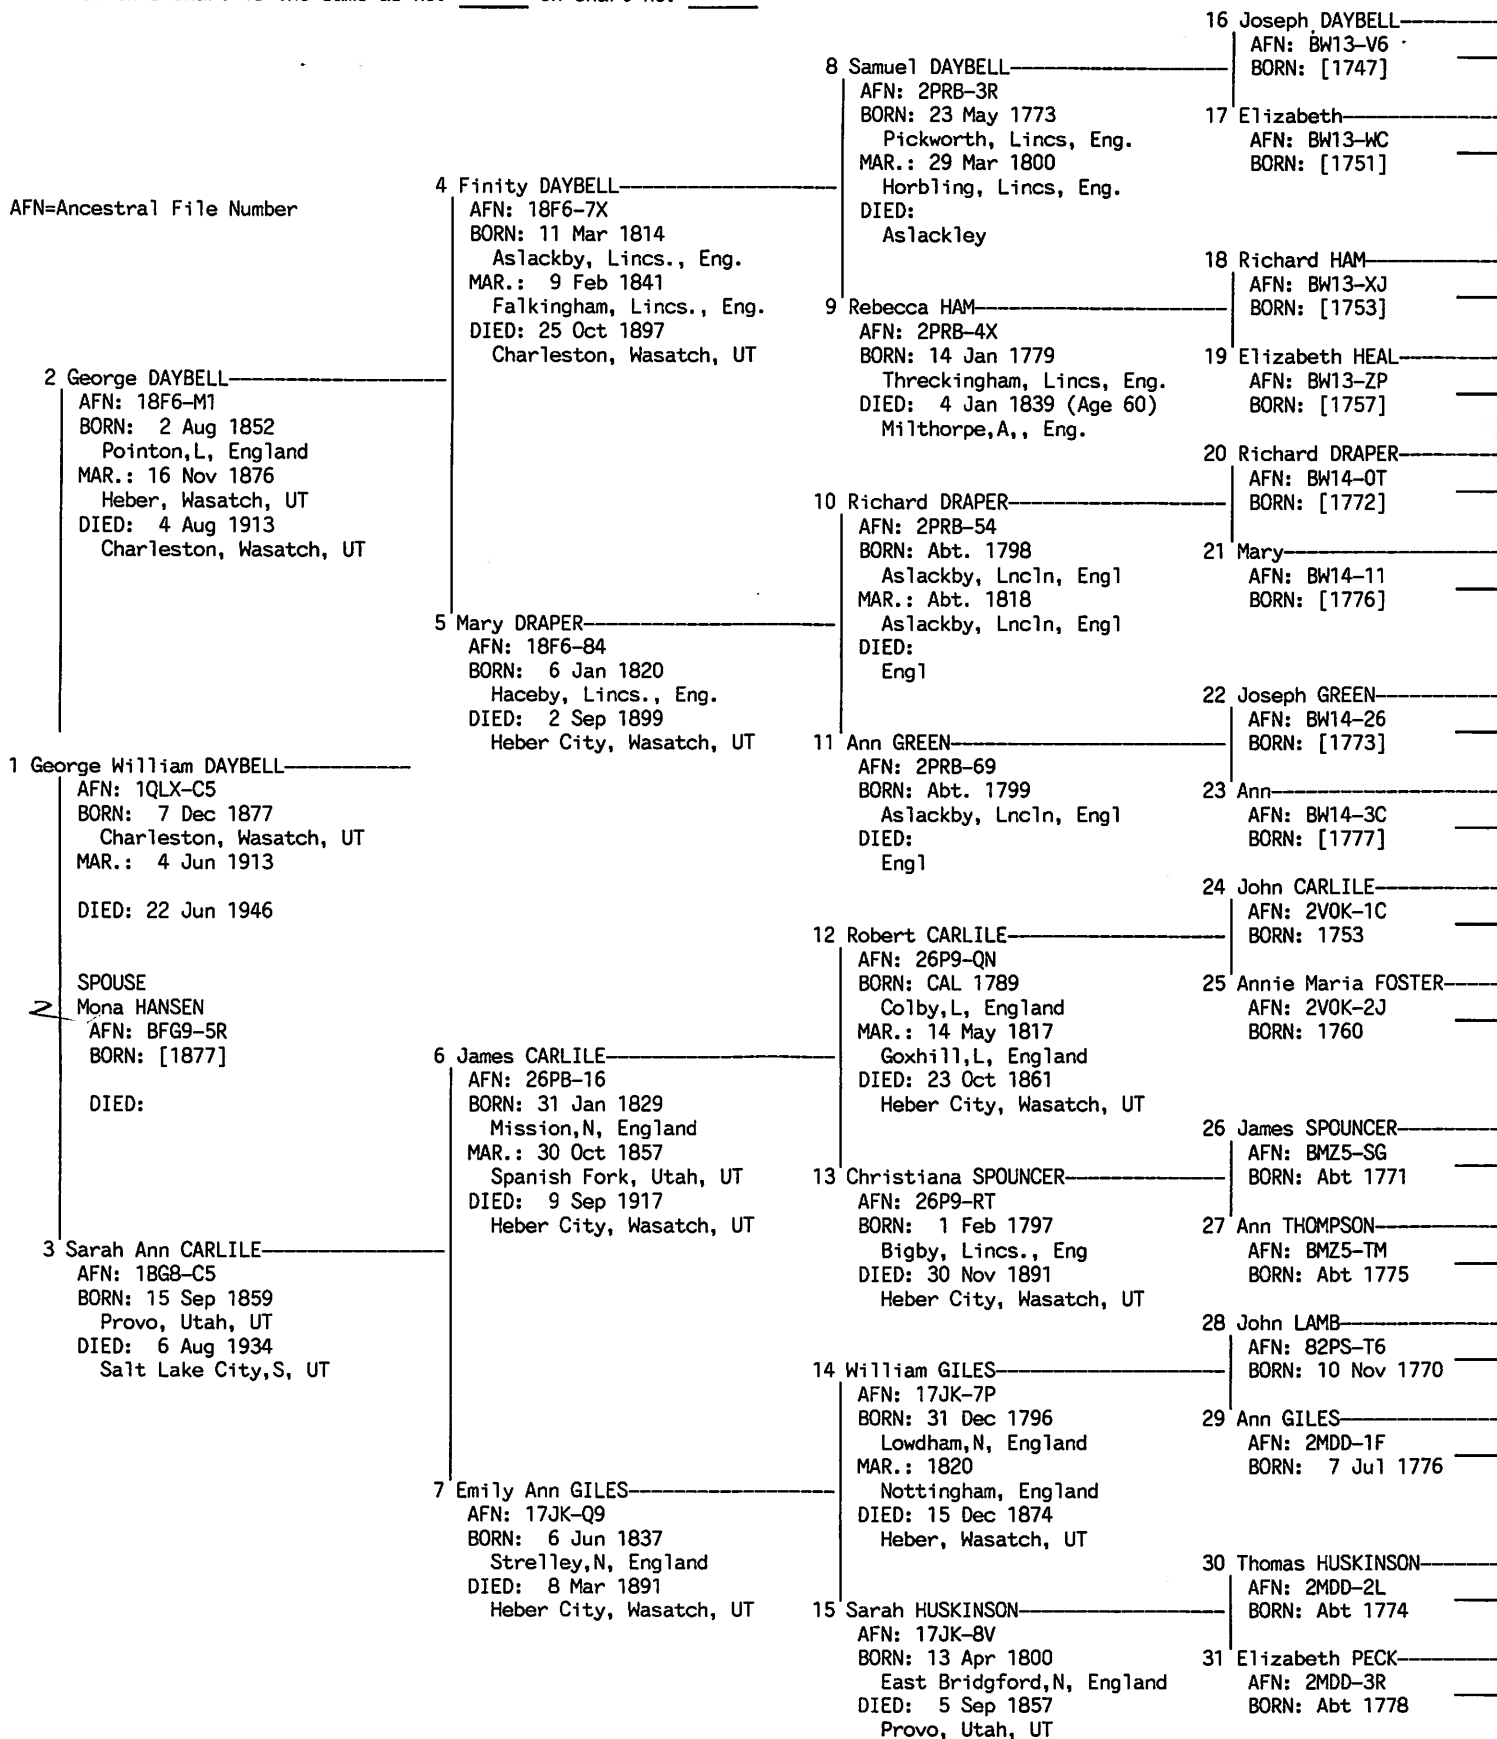 16 Joseph DAYBELL
AFN: BW13-V6
BORN: [1747]
8 Samuel DAYBELL
AFN: 2PRB-3R
BORN: 23 May 1773
Pickworth, Lincs, Eng.
MAR.: 29 Mar 1800
Horbling, Lincs, Eng.
DIED:
Aslackley
17 Elizabeth
AFN: BW13-WC
BORN: [1751]
4 Finity DAYBELL
AFN: 18F6-7X
BORN: 11 Mar 1814
Aslackby, Lincs., Eng.
MAR.: 9 Feb 1841
Falkingham, Lincs., Eng.
DIED: 25 Oct 1897
Charleston, Wasatch, UT
AFN=Ancestral File Number
18 Richard HAM
AFN: BW13-XJ
BORN: [1753]
9 Rebecca HAM
AFN: 2PRB-4X
BORN: 14 Jan 1779
Threckingham, Lincs, Eng.
DIED: 4 Jan 1839 (Age 60)
Milthorpe,A,, Eng.
19 Elizabeth HEAL
AFN: BW13-ZP
BORN: [1757]
2 George DAYBELL
AFN: 18F6-M1
BORN: 2 Aug 1852
Pointon,L, England
MAR.: 16 Nov 1876
Heber, Wasatch, UT
DIED: 4 Aug 1913
Charleston, Wasatch, UT
20 Richard DRAPER
AFN: BW14-0T
BORN: [1772]
10 Richard DRAPER
AFN: 2PRB-54
BORN: Abt. 1798
Aslackby, Lncln, Engl
MAR.: Abt. 1818
Aslackby, Lncln, Engl
DIED:
Engl
21 Mary
AFN: BW14-11
BORN: [1776]
5 Mary DRAPER
AFN: 18F6-84
BORN: 6 Jan 1820
Haceby, Lincs., Eng.
DIED: 2 Sep 1899
Heber City, Wasatch, UT
22 Joseph GREEN
AFN: BW14-26
BORN: [1773]
11 Ann GREEN
AFN: 2PRB-69
BORN: Abt. 1799
Aslackby, Lncln, Engl
DIED:
Engl
23 Ann
AFN: BW14-3C
BORN: [1777]
1 George William DAYBELL
AFN: 1QLX-C5
BORN: 7 Dec 1877
Charleston, Wasatch, UT
MAR.: 4 Jun 1913
DIED: 22 Jun 1946
SPOUSE
2 Mona HANSEN
AFN: BFG9-5R
BORN: [1877]
DIED:
24 John CARLILE
AFN: 2V0K-1C
BORN: 1753
12 Robert CARLILE
AFN: 26P9-QN
BORN: CAL 1789
Colby,L, England
MAR.: 14 May 1817
Goxhill,L, England
DIED: 23 Oct 1861
Heber City, Wasatch, UT
25 Annie Maria FOSTER
AFN: 2V0K-2J
BORN: 1760
6 James CARLILE
AFN: 26PB-16
BORN: 31 Jan 1829
Mission,N, England
MAR.: 30 Oct 1857
Spanish Fork, Utah, UT
DIED: 9 Sep 1917
Heber City, Wasatch, UT
26 James SPOUNCER
AFN: BMZ5-SG
BORN: Abt 1771
13 Christiana SPOUNCER
AFN: 26P9-RT
BORN: 1 Feb 1797
Bigby, Lincs., Eng
DIED: 30 Nov 1891
Heber City, Wasatch, UT
27 Ann THOMPSON
AFN: BMZ5-TM
BORN: Abt 1775
3 Sarah Ann CARLILE
AFN: 1BG8-C5
BORN: 15 Sep 1859
Provo, Utah, UT
DIED: 6 Aug 1934
Salt Lake City,S, UT
28 John LAMB
AFN: 82PS-T6
BORN: 10 Nov 1770
14 William GILES
AFN: 17JK-7P
BORN: 31 Dec 1796
Lowdham,N, England
MAR.: 1820
Nottingham, England
DIED: 15 Dec 1874
Heber, Wasatch, UT
29 Ann GILES
AFN: 2MDD-1F
BORN: 7 Jul 1776
7 Emily Ann GILES
AFN: 17JK-Q9
BORN: 6 Jun 1837
Strelley,N, England
DIED: 8 Mar 1891
Heber City, Wasatch, UT
30 Thomas HUSKINSON
AFN: 2MDD-2L
BORN: Abt 1774
15 Sarah HUSKINSON
AFN: 17JK-8V
BORN: 13 Apr 1800
East Bridgford,N, England
DIED: 5 Sep 1857
Provo, Utah, UT
31 Elizabeth PECK
AFN: 2MDD-3R
BORN: Abt 1778